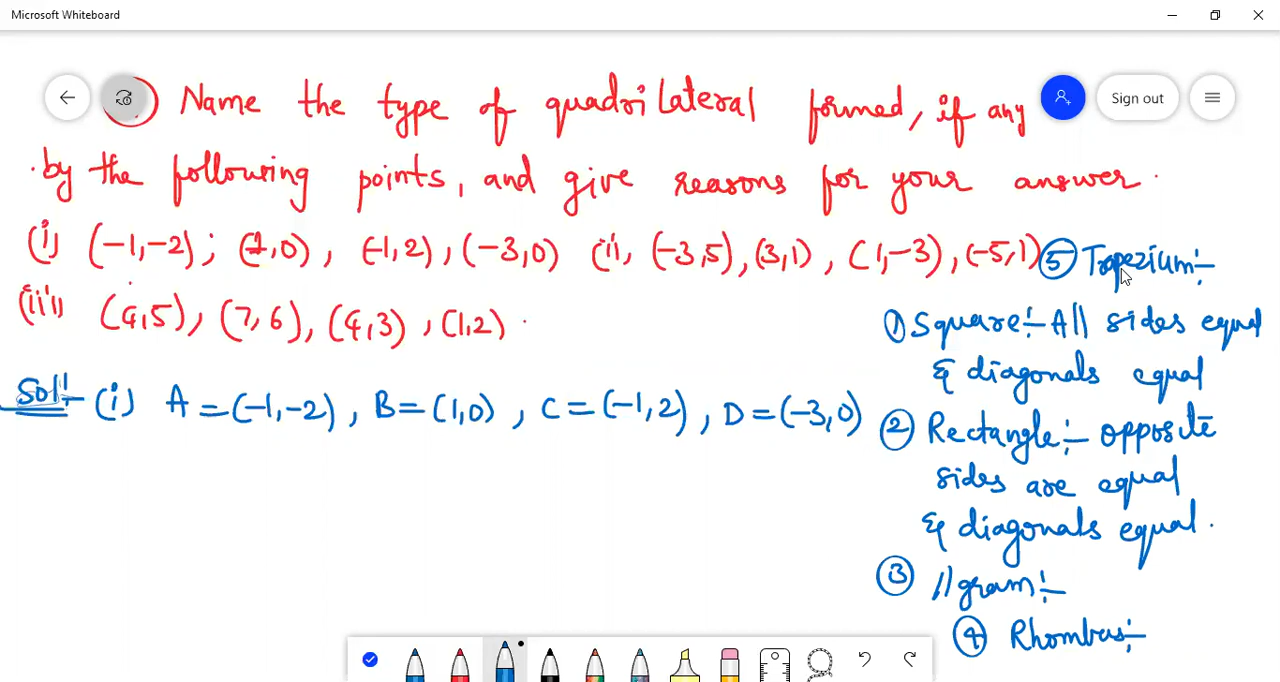 Microsoft Whiteboard
Name the type of quadrilateral formed, if any
Sign out
by the following points, and give reasons for your answer.
(i) (-1,-2); (1,0), (-1,2), (-3,0) (ii) (-3,5), (3,1), (1,-3), (-5,1)
(iii) (4,5), (7,6), (4,3), (1,2).
Sol:- (i) A=(-1,-2), B=(1,0), C=(-1,2), D=(-3,0)
⑤ Trapezium:-
① Square:- All sides equal
& diagonals equal
② Rectangle:- opposite
sides are equal
& diagonals equal.
③ //gram:-
④ Rhombus:-